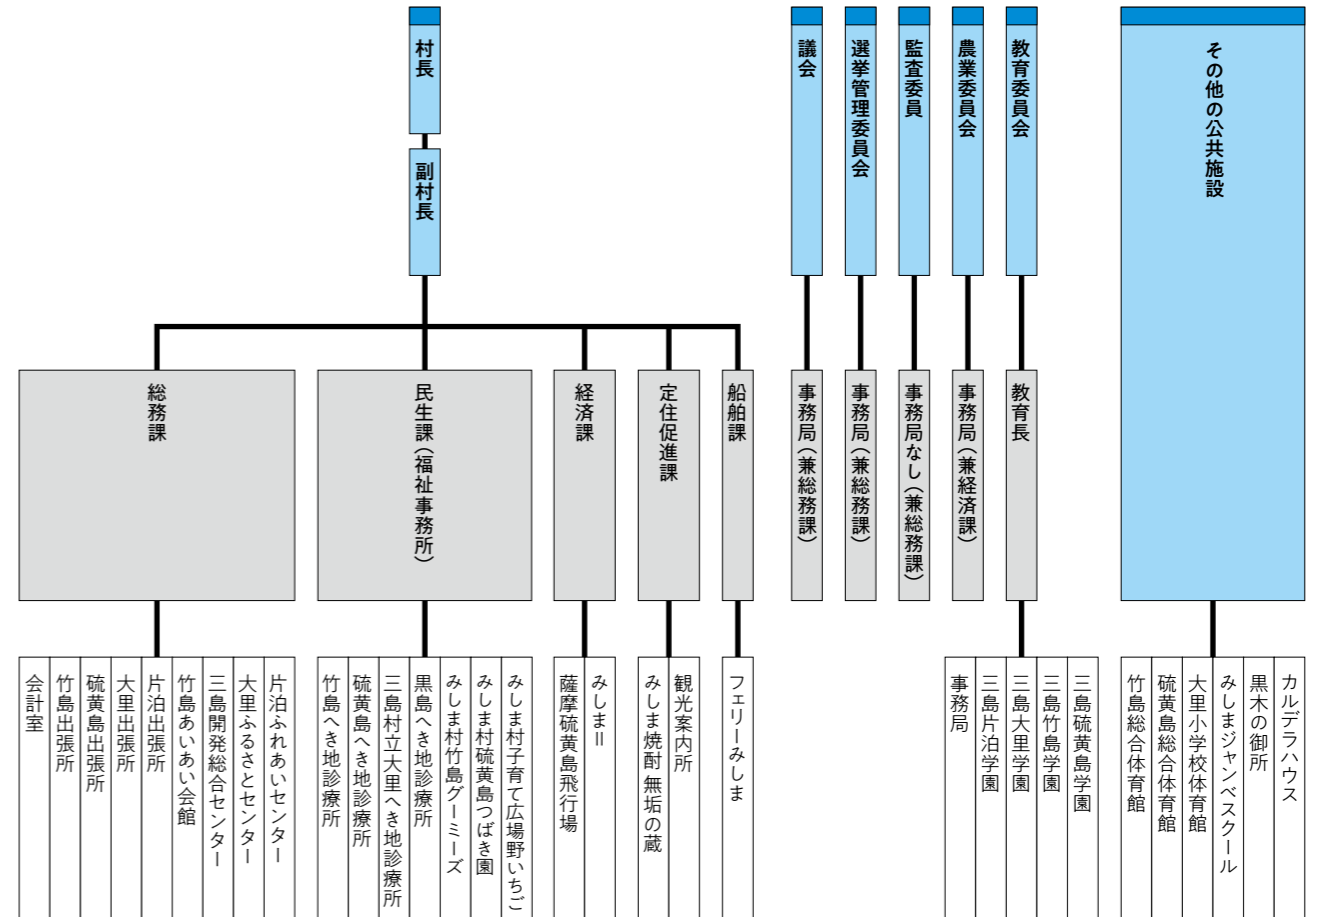 村長
副村長
議会
選挙管理委員会
監査委員
農業委員会
教育委員会
その他の公共施設
総務課
民生課(福祉事務所)
経済課
定住促進課
船舶課
事務局(兼総務課)
事務局(兼総務課)
事務局なし(兼総務課)
事務局(兼経済課)
教育長
会計室
竹島出張所
硫黄島出張所
大里出張所
片泊出張所
竹島あいあい会館
三島開発総合センター
大里ふるさとセンター
片泊ふれあいセンター
竹島へき地診療所
硫黄島へき地診療所
三島村立大里へき地診療所
黒島へき地診療所
みしま村竹島グーミーズ
みしま村硫黄島つばき園
みしま村子育て広場野いちご
薩摩硫黄島飛行場
みしまⅡ
みしま焼酎 無垢の蔵
観光案内所
フェリーみしま
事務局
三島片泊学園
三島大里学園
三島竹島学園
三島硫黄島学園
竹島総合体育館
硫黄島総合体育館
大里小学校体育館
みしまジャンベスクール
黒木の御所
カルデラハウス